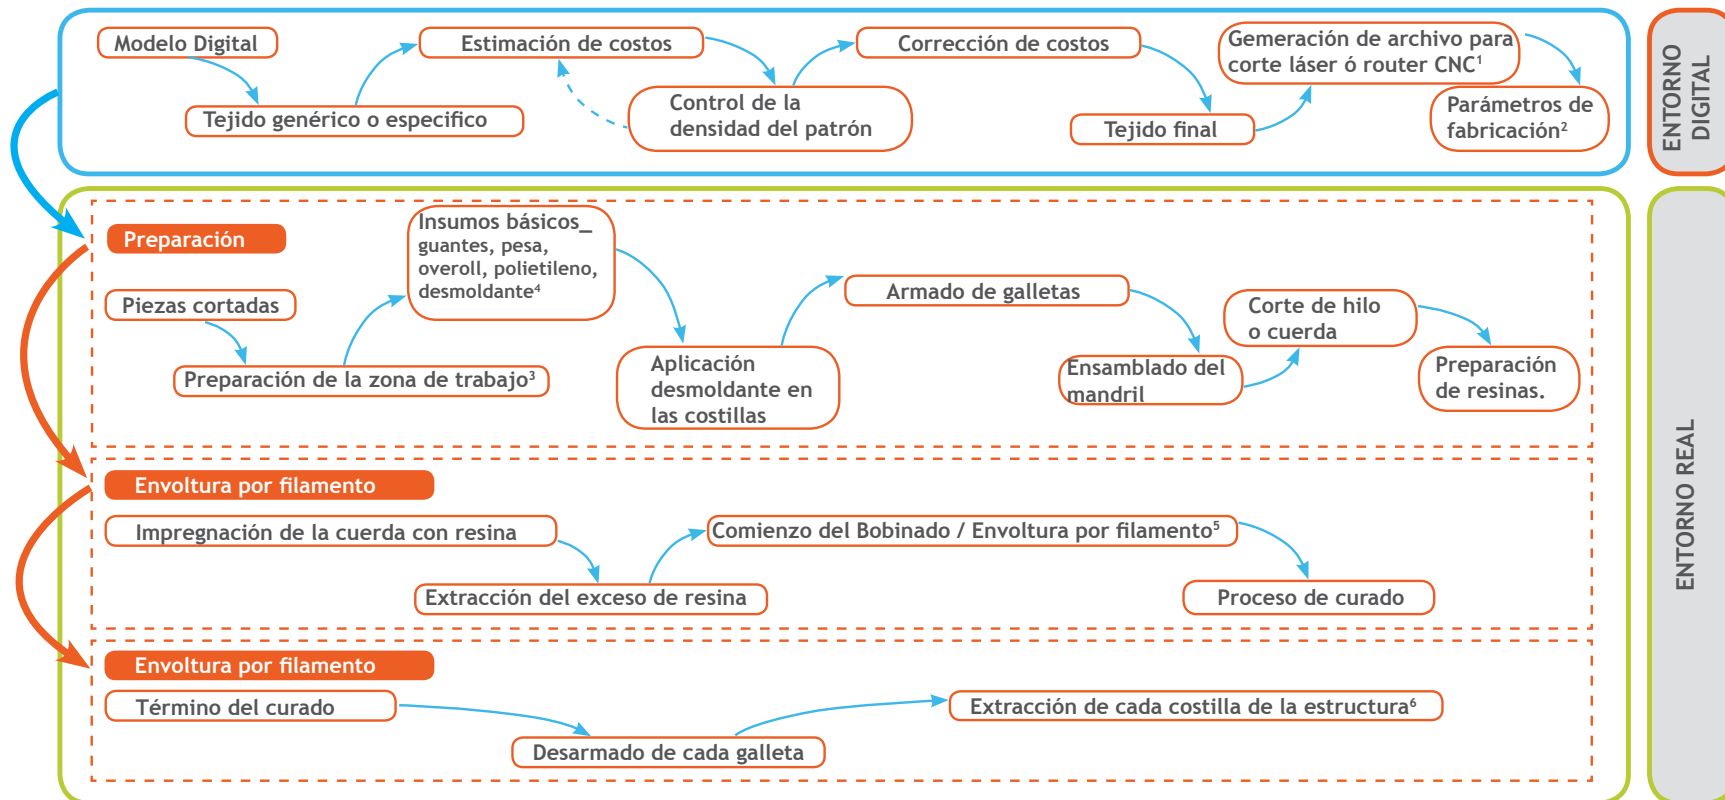 Modelo Digital
Tejido genérico o especifico
Estimación de costos
Control de la
densidad del patrón
Corrección de costos
Tejido final
Gemeración de archivo para
corte láser ó router CNC¹
Parámetros de
fabricación²
ENTORNO
DIGITAL
Preparación
Piezas cortadas
Preparación de la zona de trabajo³
Insumos básicos_
guantes, pesa,
overoll, polietileno,
desmoldante⁴
Aplicación
desmoldante en
las costillas
Armado de galletas
Ensamblado del
mandril
Corte de hilo
o cuerda
Preparación
de resinas.
Envoltura por filamento
Impregnación de la cuerda con resina
Extracción del exceso de resina
Comienzo del Bobinado / Envoltura por filamento⁵
Proceso de curado
Envoltura por filamento
Término del curado
Desarmado de cada galleta
Extracción de cada costilla de la estructura⁶
ENTORNO REAL